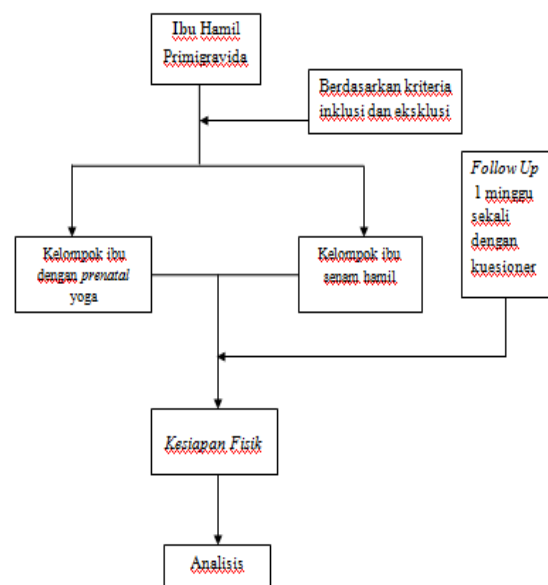 Ibu Hamil
Primigravida
Berdasarkan kriteria
inklusi dan eksklusi
Follow Up
1 minggu
sekali
dengan
kuesioner
Kelompok ibu
dengan prenatal
yoga
Kelompok ibu
senam hamil
Kesiapan Fisik
Analisis